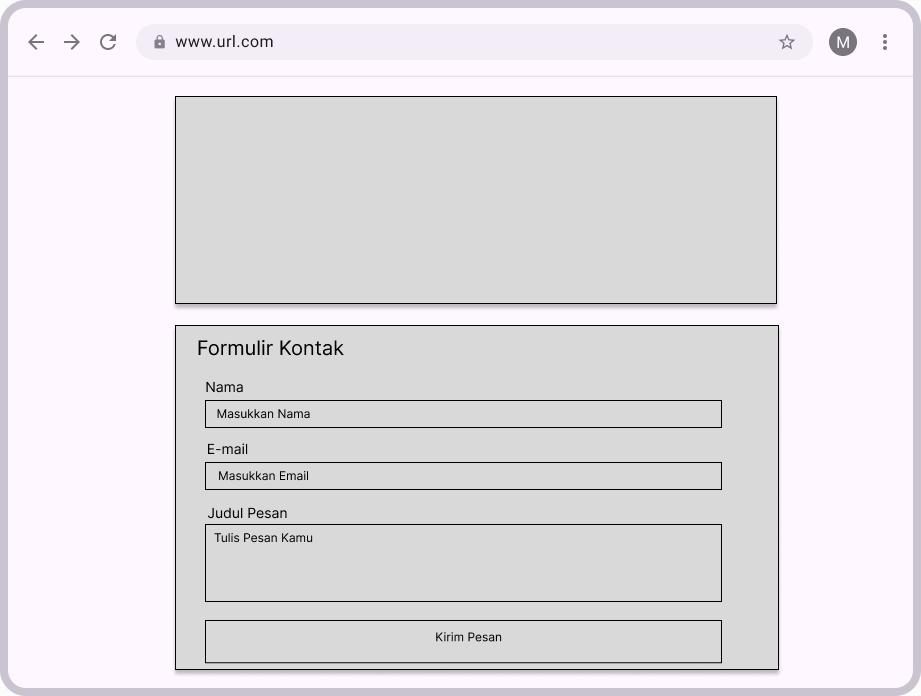 www.url.com
M
Formulir Kontak
Nama
Masukkan Nama
E-mail
Masukkan Email
Judul Pesan
Tulis Pesan Kamu
Kirim Pesan